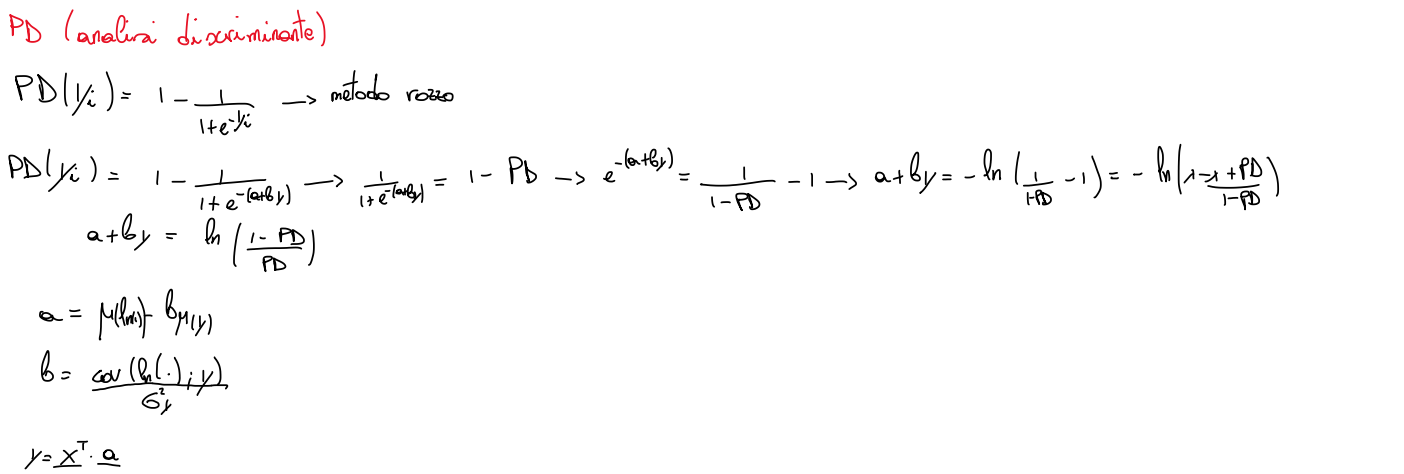 PD (analisi discriminante)
PD(yi) = 1 - 1/(1+e^-yi) → metodo rozzo
PD(yi) = 1 - 1/(1+e^-(a+by)) → 1/(1+e^-(a+by)) = 1 - PD → e^-(a+by) = 1/(1-PD) - 1 → a+by = -ln(1/(1-PD) - 1) = -ln((1-1+PD)/(1-PD))
a+by = ln((1-PD)/PD)
a = μ(ln(·)) - bμ(y)
b = cov(ln(·);y)/σ²y
y = x^T · a